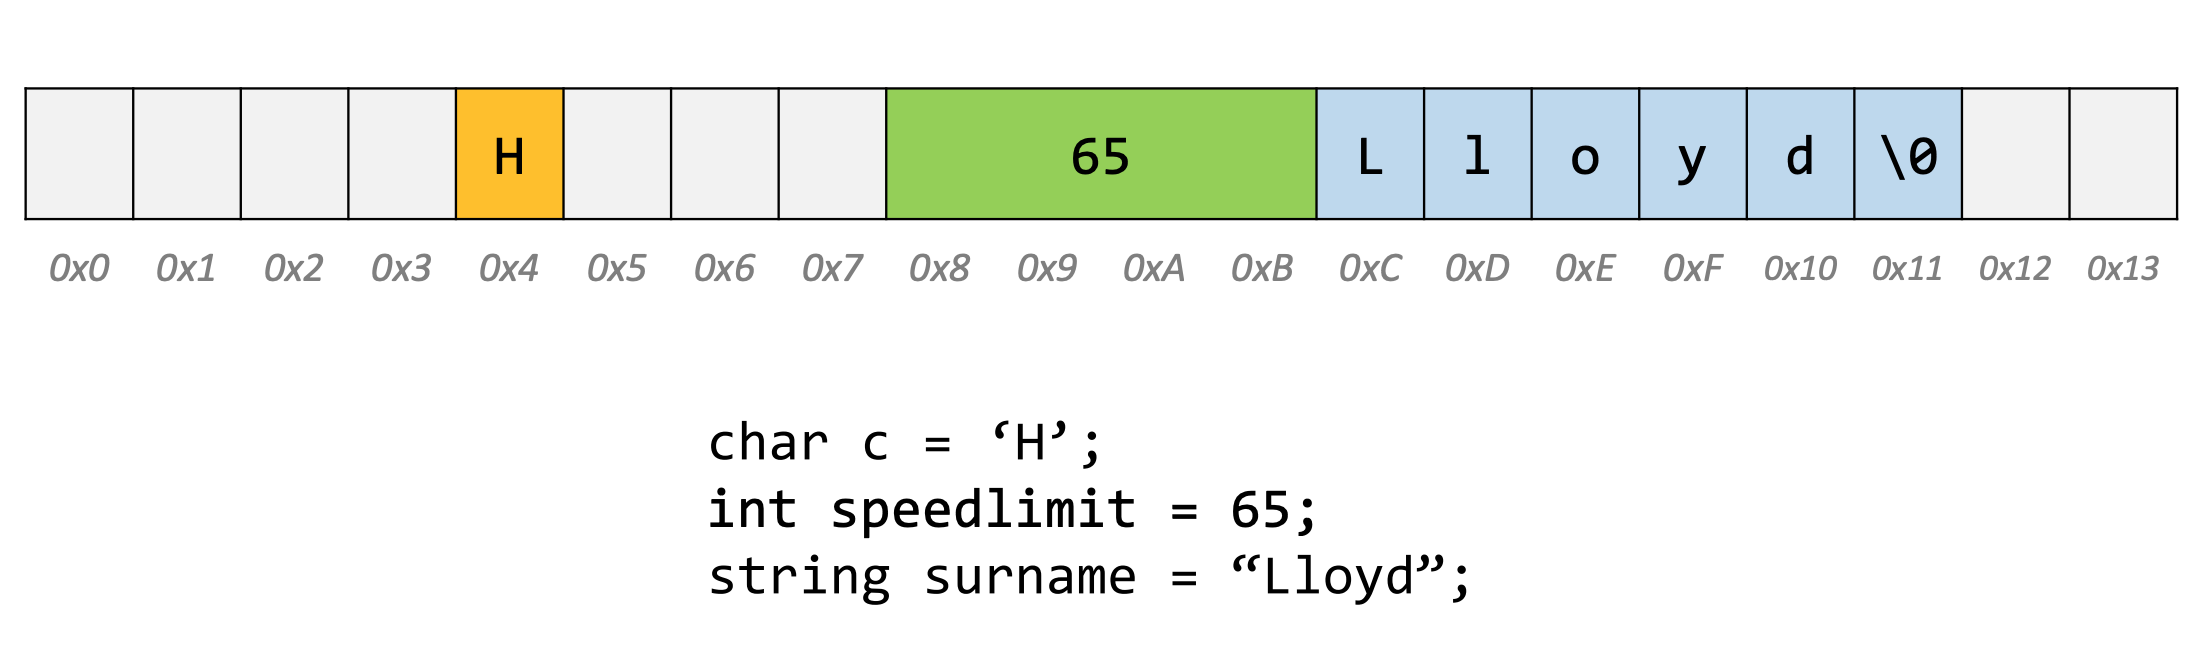 H 65 L l o y d \0
0x0 0x1 0x2 0x3 0x4 0x5 0x6 0x7 0x8 0x9 0xA 0xB 0xC 0xD 0xE 0xF 0x10 0x11 0x12 0x13
char c = ‘H’;
int speedlimit = 65;
string surname = “Lloyd”;